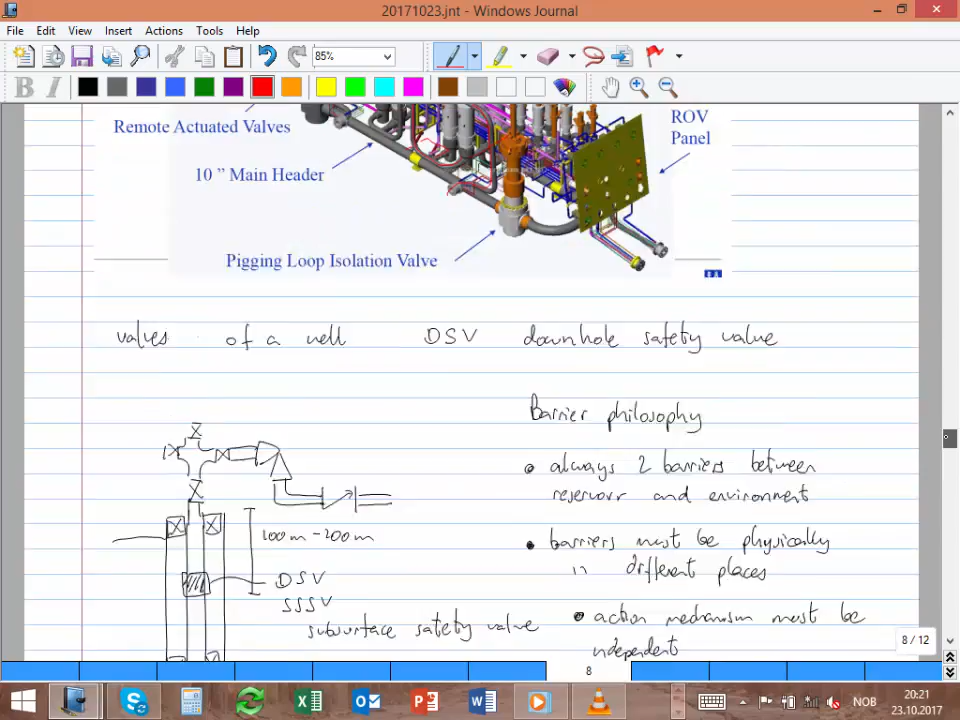 20171023.jnt - Windows Journal
File Edit View Insert Actions Tools Help
85%
B I
Remote Actuated Valves
ROV
Panel
10 ” Main Header
Pigging Loop Isolation Valve
valves of a well DSV downhole safety valve
Barrier philosophy
always 2 barriers between
reservoir and environment
barriers must be physically
in different places
100m - 200m
DSV
SSSV
subsurface safety valve
action mechanism must be
independent
8 / 12
8
NOB
20:21
23.10.2017